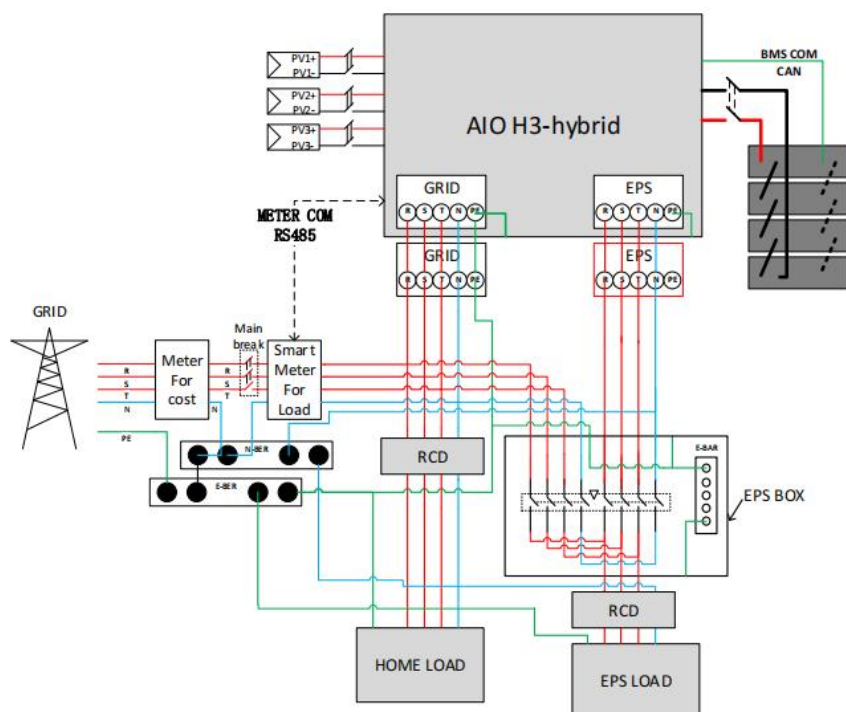 PV1+
PV1-
PV2+
PV2-
PV3+
PV3-
AIO H3-hybrid
BMS COM
CAN
GRID
R S T N PE
EPS
R S T N PE
METER COM
RS485
GRID
R S T N PE
EPS
R S T N PE
GRID
Main
break
Meter
For
cost
Smart
Meter
For
Load
R
S
T
N
R
S
T
N
PE
N-BER
E-BER
RCD
E-BAR
EPS BOX
RCD
HOME LOAD
EPS LOAD